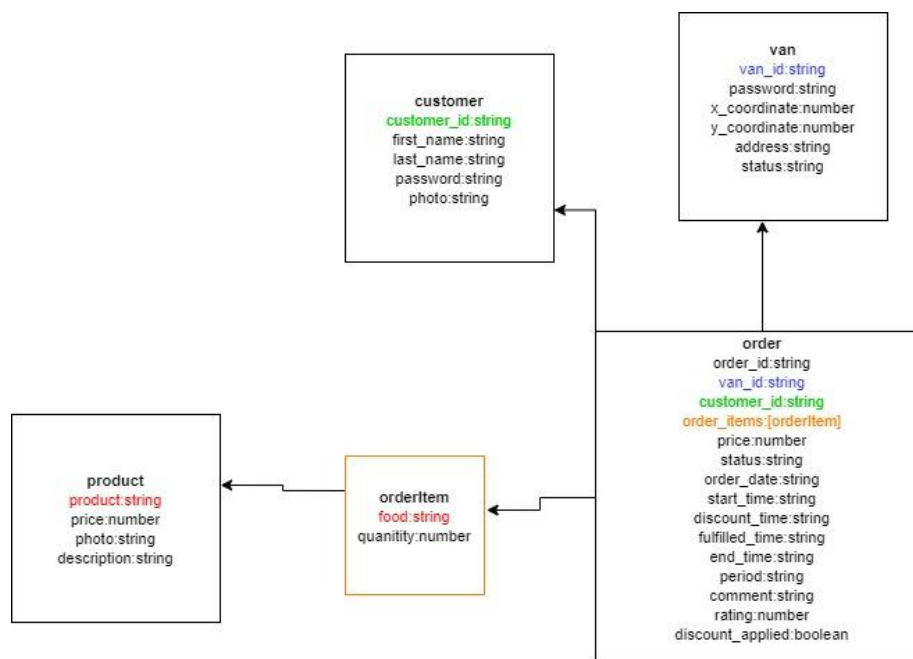 van
van_id:string
password:string
x_coordinate:number
y_coordinate:number
address:string
status:string
customer
customer_id:string
first_name:string
last_name:string
password:string
photo:string
order
order_id:string
van_id:string
customer_id:string
order_items:[orderItem]
price:number
status:string
order_date:string
start_time:string
discount_time:string
fulfilled_time:string
end_time:string
period:string
comment:string
rating:number
discount_applied:boolean
product
product:string
price:number
photo:string
description:string
orderItem
food:string
quanitity:number